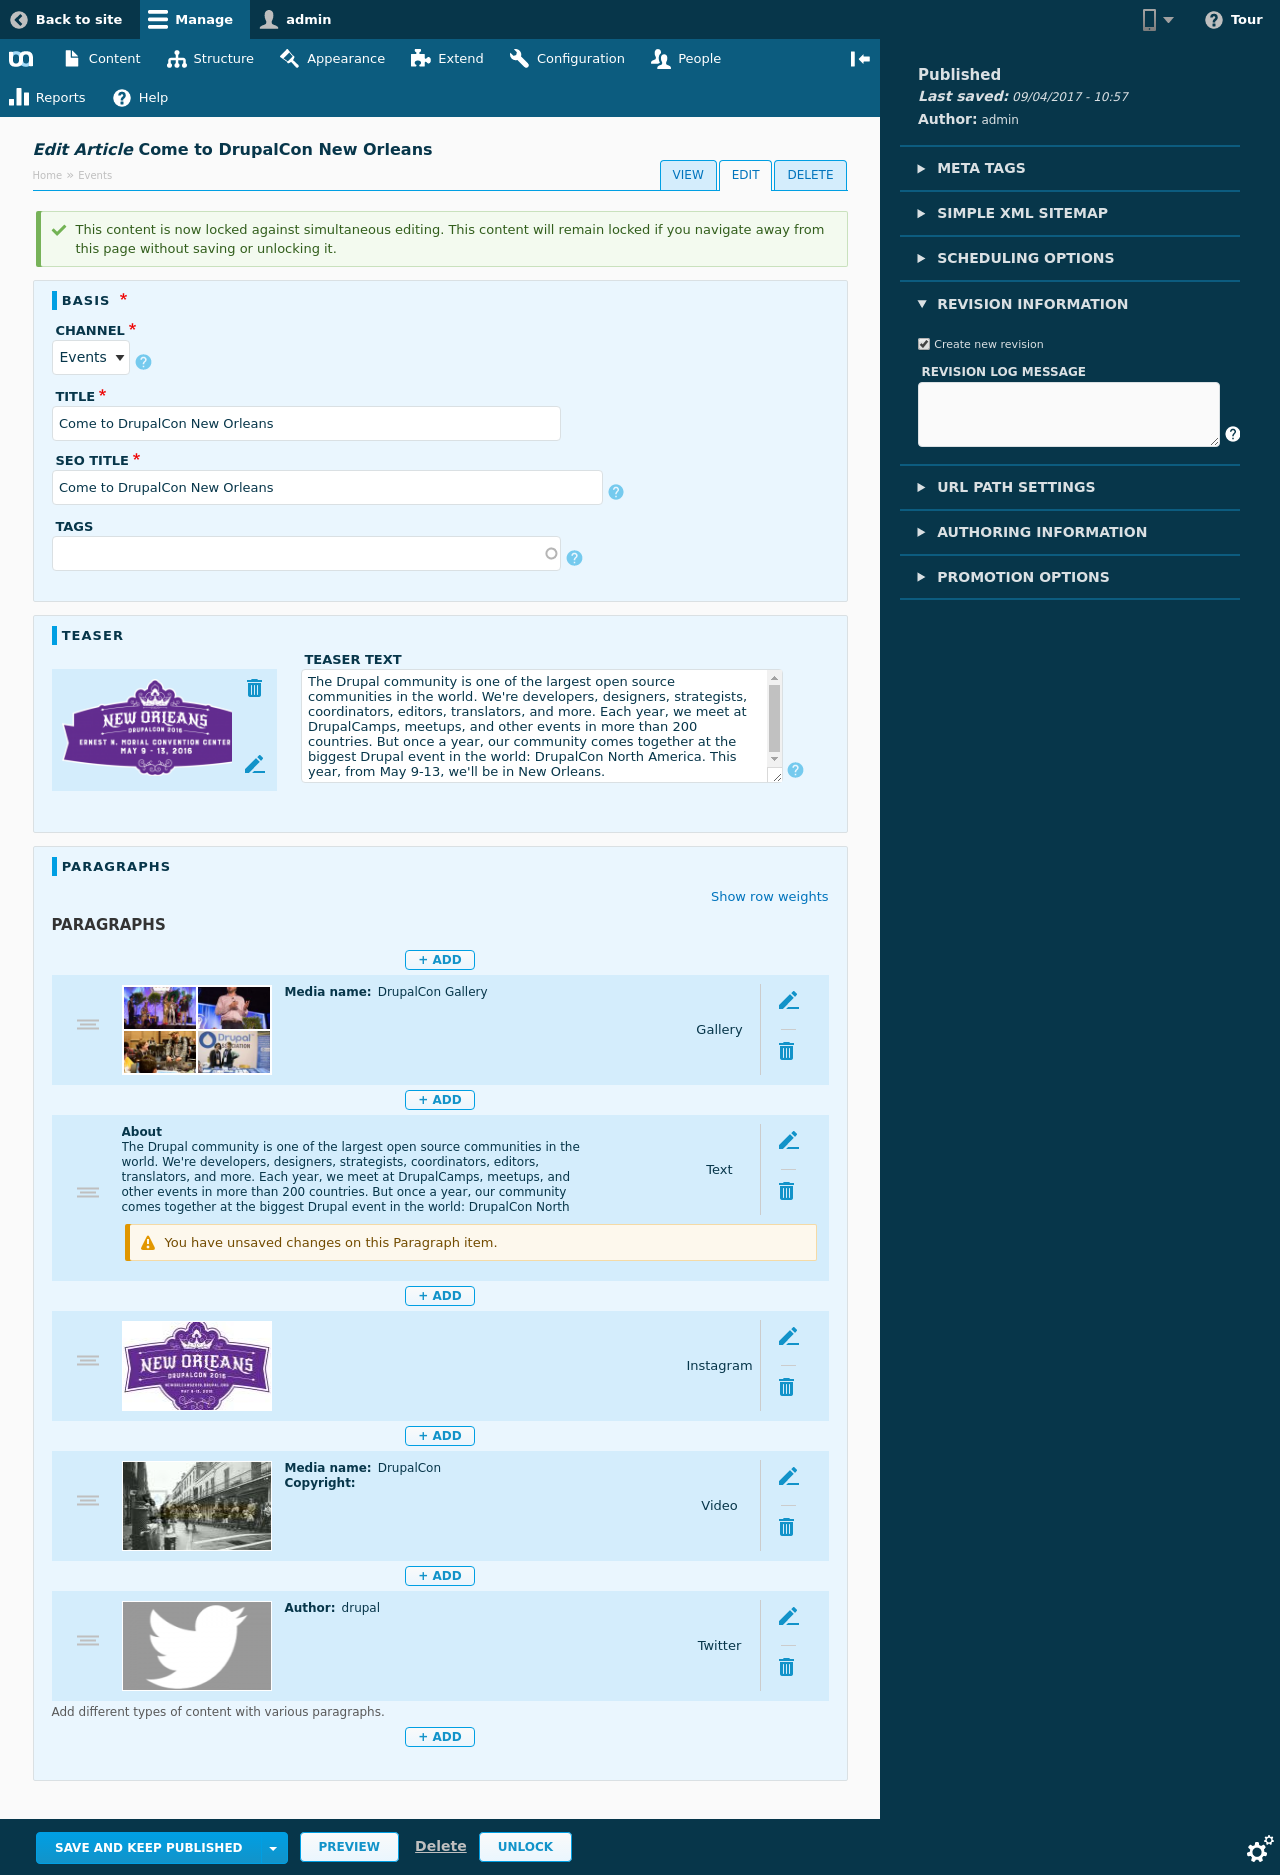 Back to site
Manage
admin
Tour
Content
Structure
Appearance
Extend
Configuration
People
Reports
Help
Published
Last saved: 09/04/2017 - 10:57
Author: admin
META TAGS
SIMPLE XML SITEMAP
SCHEDULING OPTIONS
REVISION INFORMATION
Create new revision
REVISION LOG MESSAGE
URL PATH SETTINGS
AUTHORING INFORMATION
PROMOTION OPTIONS
Edit Article Come to DrupalCon New Orleans
Home » Events
VIEW
EDIT
DELETE
This content is now locked against simultaneous editing. This content will remain locked if you navigate away from
this page without saving or unlocking it.
BASIS *
CHANNEL *
Events
TITLE *
Come to DrupalCon New Orleans
SEO TITLE *
Come to DrupalCon New Orleans
TAGS
TEASER
NEW ORLEANS
DRUPALCON 2016
ERNEST N. MORIAL CONVENTION CENTER
MAY 9 - 13, 2016
TEASER TEXT
The Drupal community is one of the largest open source
communities in the world. We're developers, designers, strategists,
coordinators, editors, translators, and more. Each year, we meet at
DrupalCamps, meetups, and other events in more than 200
countries. But once a year, our community comes together at the
biggest Drupal event in the world: DrupalCon North America. This
year, from May 9-13, we'll be in New Orleans.
PARAGRAPHS
Show row weights
PARAGRAPHS
+ ADD
Drupal
Media name: DrupalCon Gallery
Gallery
+ ADD
About
The Drupal community is one of the largest open source communities in the
world. We're developers, designers, strategists, coordinators, editors,
translators, and more. Each year, we meet at DrupalCamps, meetups, and
other events in more than 200 countries. But once a year, our community
comes together at the biggest Drupal event in the world: DrupalCon North
Text
You have unsaved changes on this Paragraph item.
+ ADD
NEW ORLEANS
DRUPALCON 2016
MAY 9-13, 2016
Instagram
+ ADD
Media name: DrupalCon
Copyright:
Video
+ ADD
Author: drupal
Twitter
Add different types of content with various paragraphs.
+ ADD
SAVE AND KEEP PUBLISHED
PREVIEW
Delete
UNLOCK